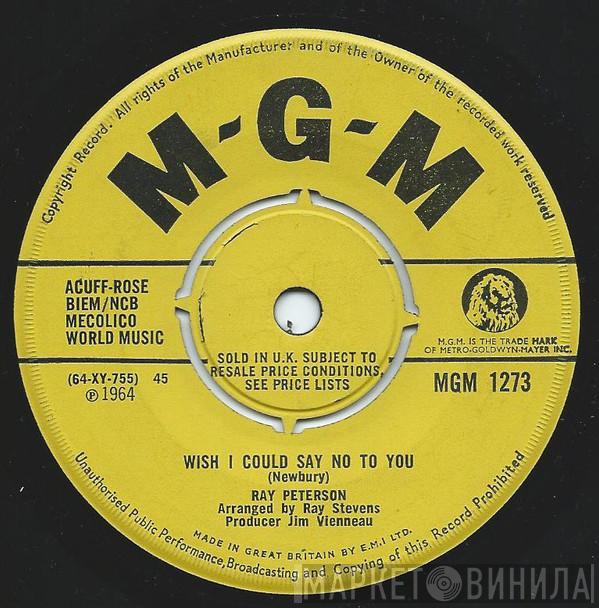 Copyright Record. All rights of the Manufacturer and of the Owner of the recorded work reserved
M-G-M
ACUFF-ROSE
BIEM/NCB
MECOLICO
WORLD MUSIC
M.G.M. IS THE TRADE MARK
OF METRO-GOLDWYN-MAYER INC.
SOLD IN U.K. SUBJECT TO
RESALE PRICE CONDITIONS,
SEE PRICE LISTS
(64-XY-755) 45
℗ 1964
MGM 1273
WISH I COULD SAY NO TO YOU
(Newbury)
RAY PETERSON
Arranged by Ray Stevens
Producer Jim Vienneau
MADE IN GREAT BRITAIN BY E.M.I LTD.
Unauthorised Public Performance, Broadcasting and Copying of this Record Prohibited
МАРКЕТ ВИНИЛА